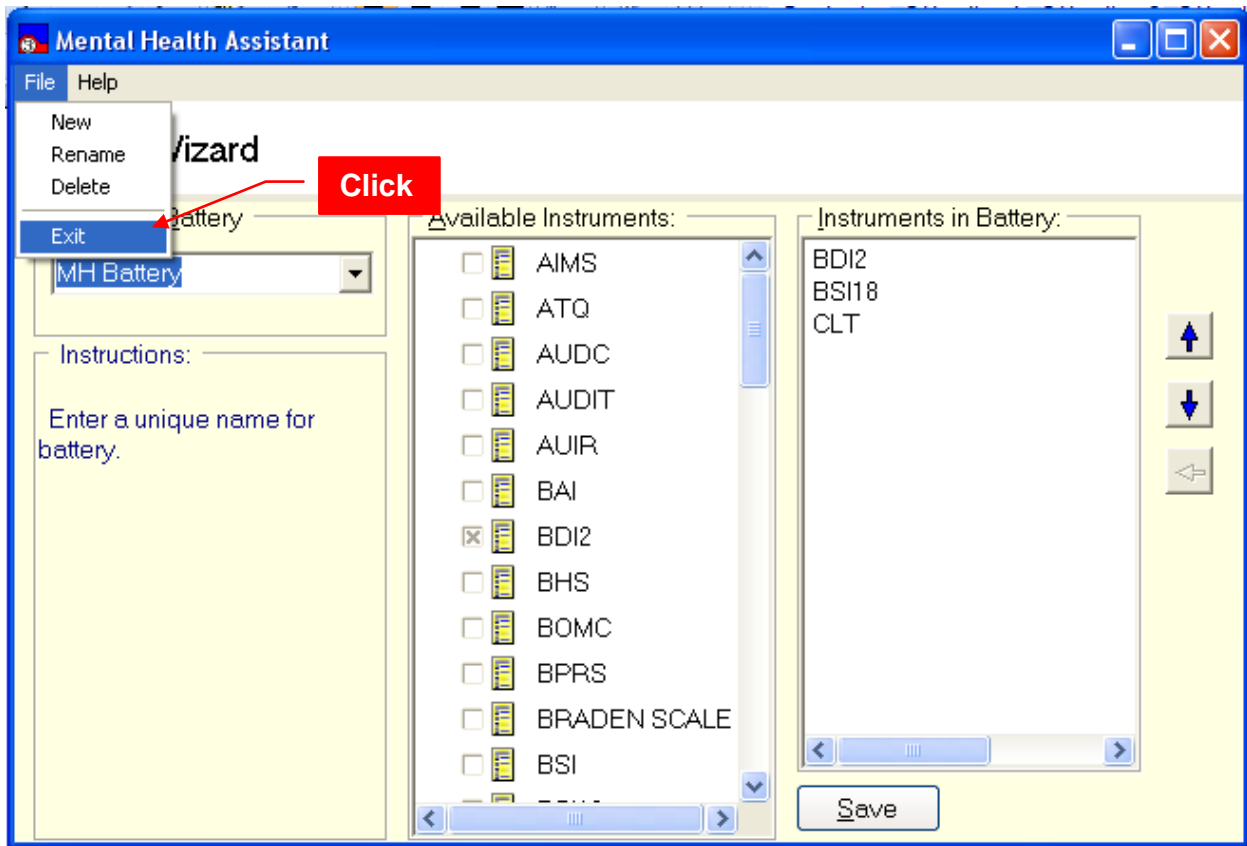 Mental Health Assistant
File Help
New
Rename
Delete
Exit
Wizard
Click
Battery
MH Battery
Instructions:
Enter a unique name for
battery.
Available Instruments:
AIMS
ATQ
AUDC
AUDIT
AUIR
BAI
BDI2
BHS
BOMC
BPRS
BRADEN SCALE
BSI
Instruments in Battery:
BDI2
BSI18
CLT
Save